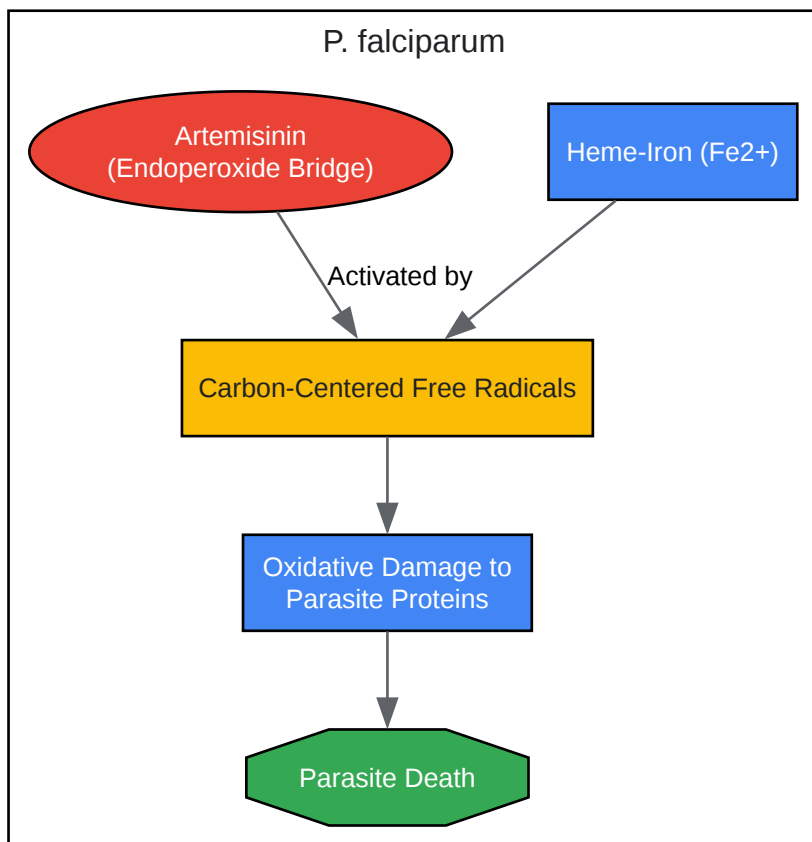 P. falciparum
Artemisinin
(Endoperoxide Bridge)
Heme-Iron (Fe2+)
Activated by
Carbon-Centered Free Radicals
Oxidative Damage to
Parasite Proteins
Parasite Death